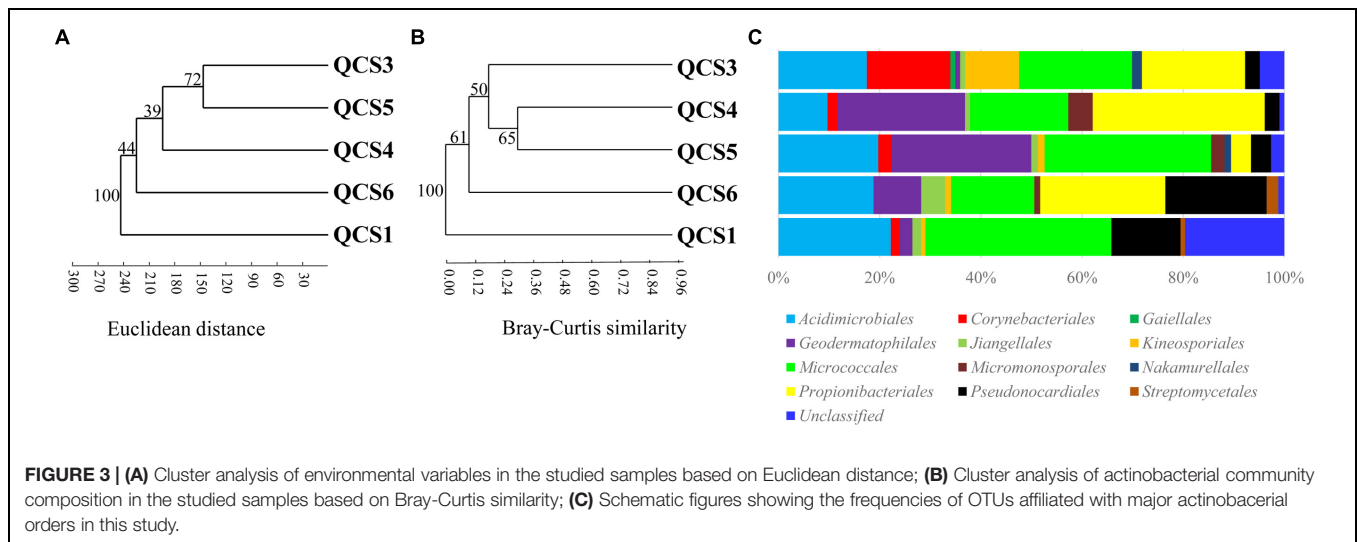 A
QCS3
QCS5
QCS4
QCS6
QCS1
72
39
44
100
300
270
240
210
180
150
120
90
60
30
Euclidean distance
B
QCS3
QCS4
QCS5
QCS6
QCS1
50
65
61
100
0.00
0.12
0.24
0.36
0.48
0.60
0.72
0.84
0.96
Bray-Curtis similarity
C
0% 20% 40% 60% 80% 100%
Acidimicrobiales Corynebacteriales Gaiellales
Geodermatophilales Jiangellales Kineosporiales
Micrococcales Micromonosporales Nakamurellales
Propionibacteriales Pseudonocardiales Streptomycetales
Unclassified
FIGURE 3 | (A) Cluster analysis of environmental variables in the studied samples based on Euclidean distance; (B) Cluster analysis of actinobacterial community
composition in the studied samples based on Bray-Curtis similarity; (C) Schematic figures showing the frequencies of OTUs affiliated with major actinobacerial
orders in this study.